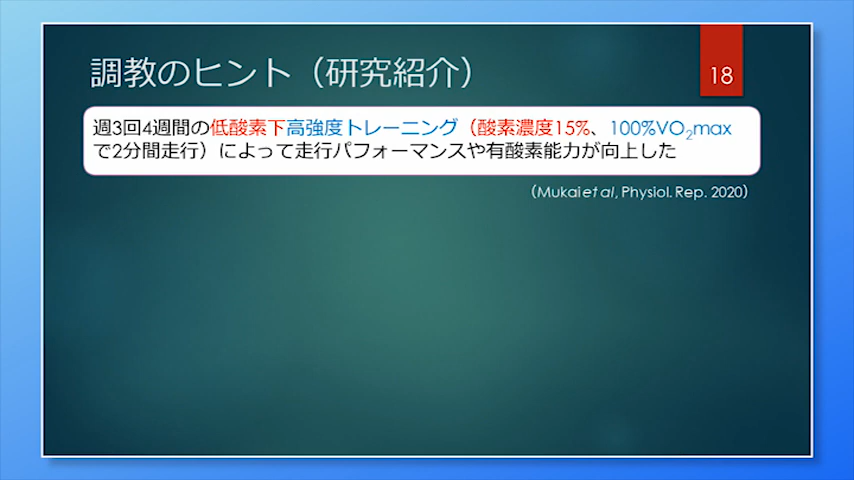 調教のヒント（研究紹介）
18
週3回4週間の低酸素下高強度トレーニング（酸素濃度15%、100%VO2max
で2分間走行）によって走行パフォーマンスや有酸素能力が向上した
（Mukai et al, Physiol. Rep. 2020）